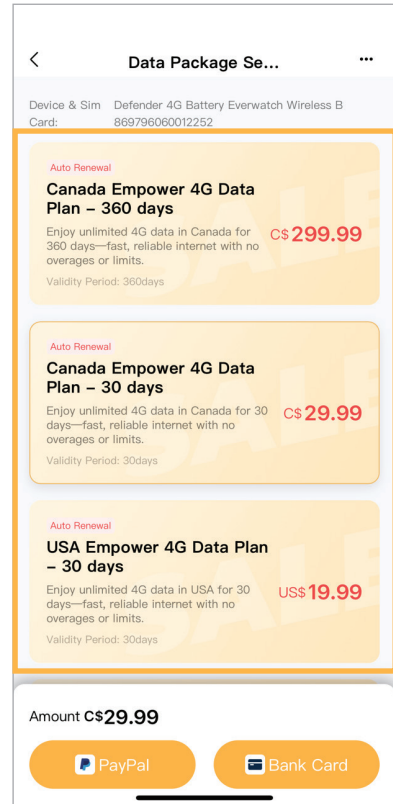 Data Package Se...
Device & Sim Defender 4G Battery Everwatch Wireless B
Card: 869796060012252
Auto Renewal
Canada Empower 4G Data
Plan – 360 days
Enjoy unlimited 4G data in Canada for
360 days—fast, reliable internet with no
overages or limits.
C$ 299.99
Validity Period: 360days
Auto Renewal
Canada Empower 4G Data
Plan – 30 days
Enjoy unlimited 4G data in Canada for 30
days—fast, reliable internet with no
overages or limits.
C$ 29.99
Validity Period: 30days
Auto Renewal
USA Empower 4G Data Plan
– 30 days
Enjoy unlimited 4G data in USA for 30
days—fast, reliable internet with no
overages or limits.
US$ 19.99
Validity Period: 30days
SALE
SALE
SALE
Amount C$29.99
PayPal
Bank Card